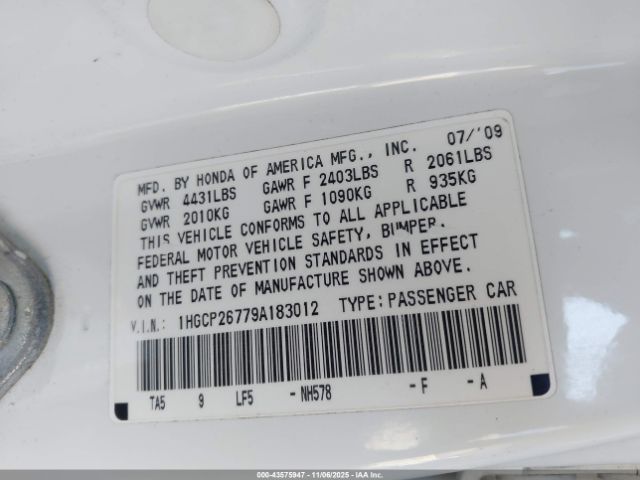 07/'09
MFD. BY HONDA OF AMERICA MFG., INC.
GVWR 4431LBS GAWR F 2403LBS R 2061LBS
GVWR 2010KG GAWR F 1090KG R 935KG
THIS VEHICLE CONFORMS TO ALL APPLICABLE
FEDERAL MOTOR VEHICLE SAFETY, BUMPER,
AND THEFT PREVENTION STANDARDS IN EFFECT
ON THE DATE OF MANUFACTURE SHOWN ABOVE.
V.I.N.: 1HGCP26779A183012 TYPE: PASSENGER CAR
TA5 9 LF5 -NH578 -F -A
000-43575947 - 11/06/2025 - IAA Inc.